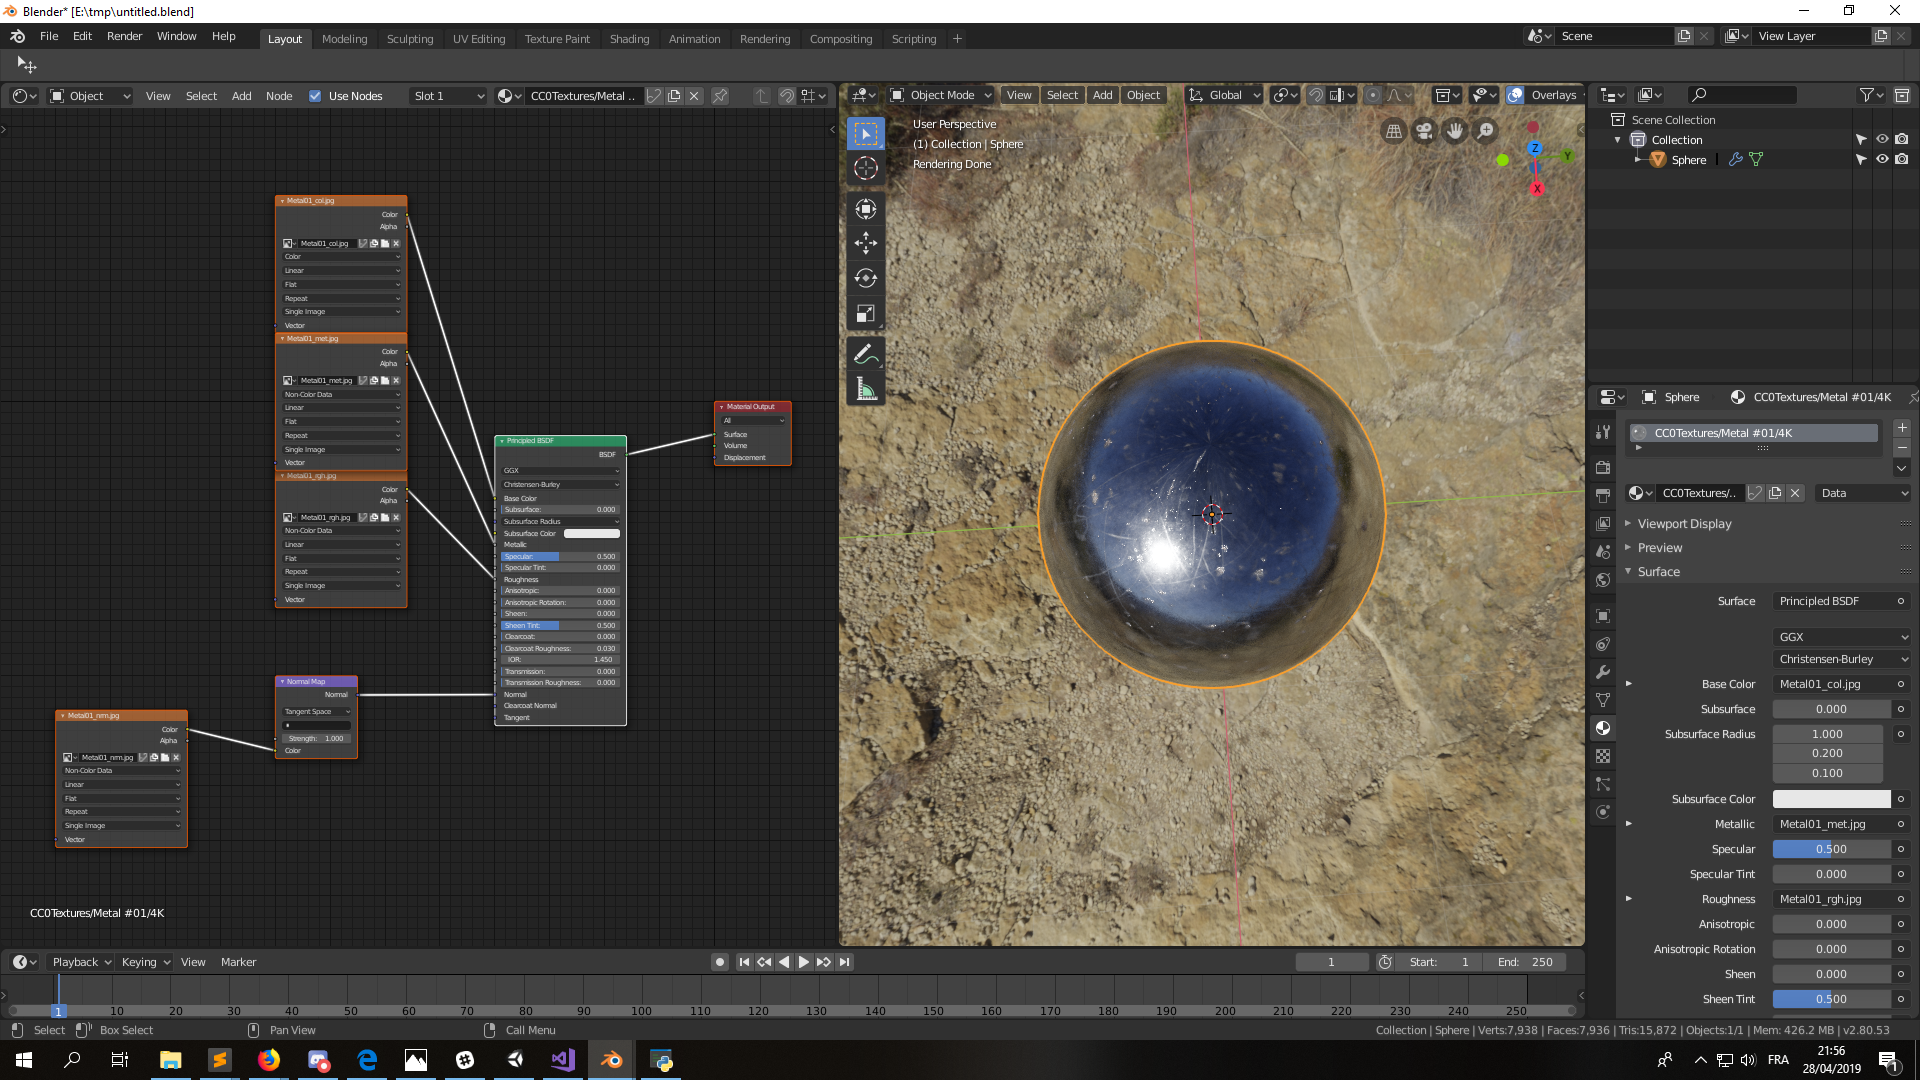 Blender* [E:\tmp\untitled.blend]
File Edit Render Window Help Layout Modeling Sculpting UV Editing Texture Paint Shading Animation Rendering Compositing Scripting + Scene View Layer
Object View Select Add Node Use Nodes Slot 1 CC0Textures/Metal ..
Object Mode View Select Add Object Global Overlays
User Perspective
(1) Collection | Sphere
Rendering Done
Z
Y
X
Metal01_col.jpg
Color
Alpha
Metal01_col.jpg
Color
Linear
Flat
Repeat
Single Image
Vector
Metal01_met.jpg
Color
Alpha
Metal01_met.jpg
Non-Color Data
Linear
Flat
Repeat
Single Image
Vector
Metal01_rgh.jpg
Color
Alpha
Metal01_rgh.jpg
Non-Color Data
Linear
Flat
Repeat
Single Image
Vector
Normal Map
Normal
Tangent Space
Strength: 1.000
Color
Metal01_nrm.jpg
Color
Alpha
Metal01_nrm.jpg
Non-Color Data
Linear
Flat
Repeat
Single Image
Vector
Principled BSDF
BSDF
GGX
Christensen-Burley
Base Color
Subsurface: 0.000
Subsurface Radius
Subsurface Color
Metallic
Specular: 0.500
Specular Tint: 0.000
Roughness
Anisotropic: 0.000
Anisotropic Rotation: 0.000
Sheen: 0.000
Sheen Tint: 0.500
Clearcoat: 0.000
Clearcoat Roughness: 0.030
IOR: 1.450
Transmission: 0.000
Transmission Roughness: 0.000
Normal
Clearcoat Normal
Tangent
Material Output
All
Surface
Volume
Displacement
CC0Textures/Metal #01/4K
Scene Collection
Collection
Sphere
Sphere CC0Textures/Metal #01/4K
CC0Textures/Metal #01/4K
CC0Textures/.. Data
Viewport Display
Preview
Surface
Surface Principled BSDF
GGX
Christensen-Burley
Base Color Metal01_col.jpg
Subsurface 0.000
Subsurface Radius 1.000
0.200
0.100
Subsurface Color
Metallic Metal01_met.jpg
Specular 0.500
Specular Tint 0.000
Roughness Metal01_rgh.jpg
Anisotropic 0.000
Anisotropic Rotation 0.000
Sheen 0.000
Sheen Tint 0.500
Playback Keying View Marker 1 Start: 1 End: 250
1 10 20 30 40 50 60 70 80 90 100 110 120 130 140 150 160 170 180 190 200 210 220 230 240 250
Select Box Select Pan View Call Menu Collection | Sphere | Verts:7,938 | Faces:7,936 | Tris:15,872 | Objects:1/1 | Mem: 426.2 MB | v2.80.53
FRA
21:56
28/04/2019
1